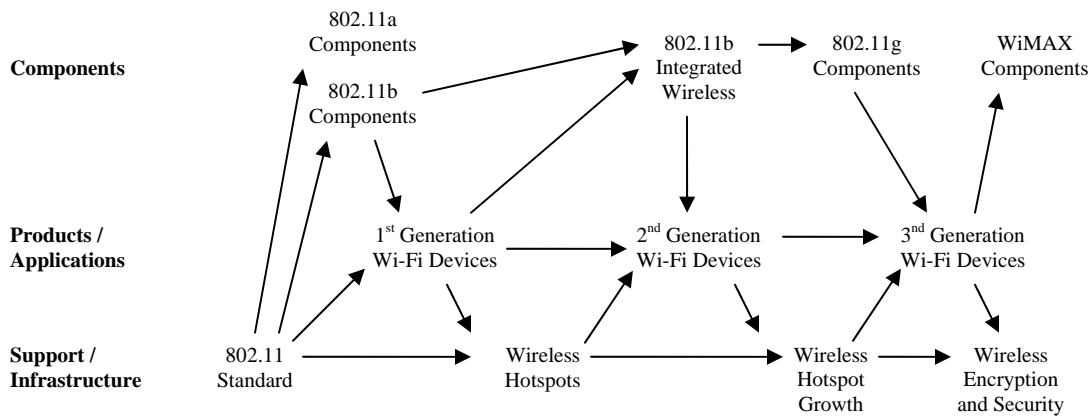 Components
802.11a
Components
802.11b
Components
802.11b
Integrated
Wireless
802.11g
Components
WiMAX
Components
Products /
Applications
1st Generation
Wi-Fi Devices
2nd Generation
Wi-Fi Devices
3nd Generation
Wi-Fi Devices
Support /
Infrastructure
802.11
Standard
Wireless
Hotspots
Wireless
Hotspot
Growth
Wireless
Encryption
and Security